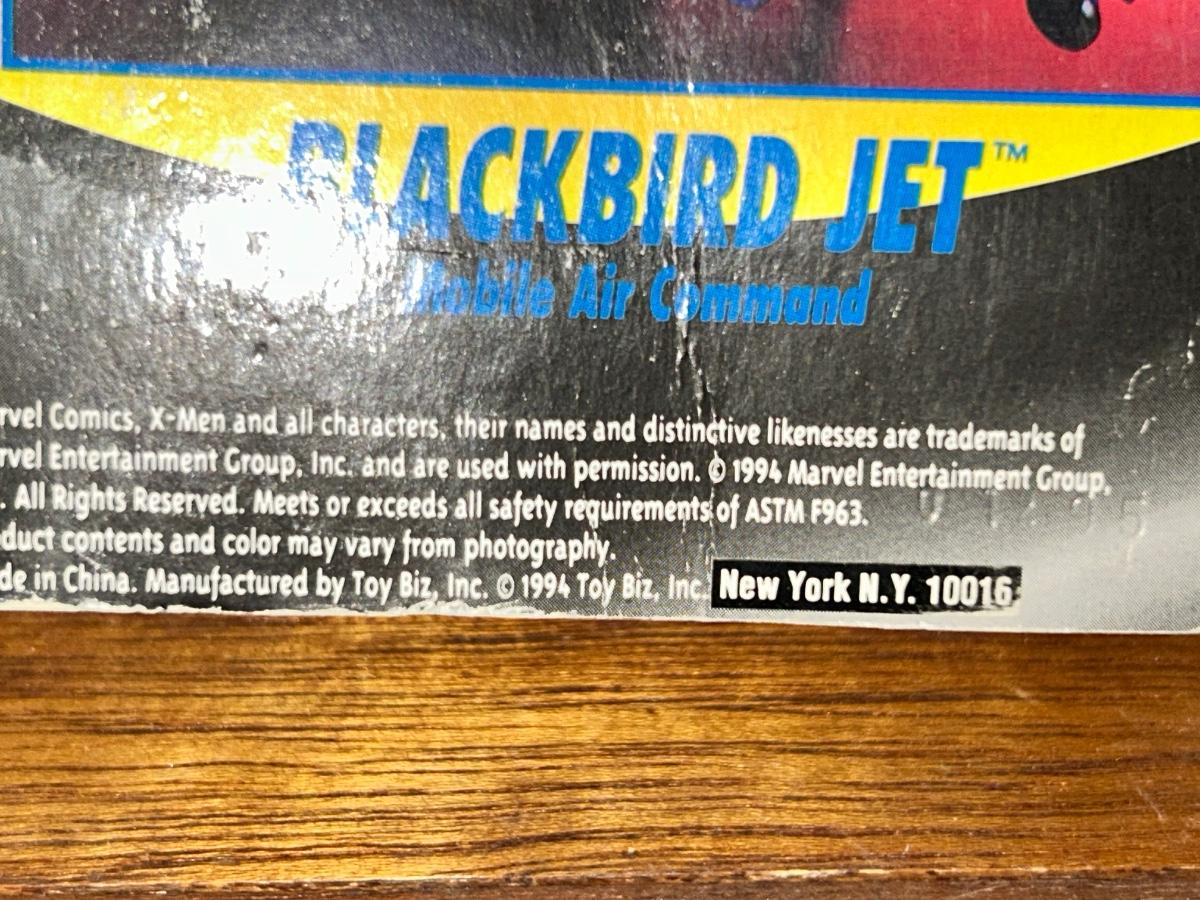 BLACKBIRD JET™
Mobile Air Command
rvel Comics, X-Men and all characters, their names and distinctive likenesses are trademarks of
rvel Entertainment Group, Inc. and are used with permission. © 1994 Marvel Entertainment Group,
. All Rights Reserved. Meets or exceeds all safety requirements of ASTM F963.
duct contents and color may vary from photography.
de in China. Manufactured by Toy Biz, Inc. © 1994 Toy Biz, Inc. New York N.Y. 10016